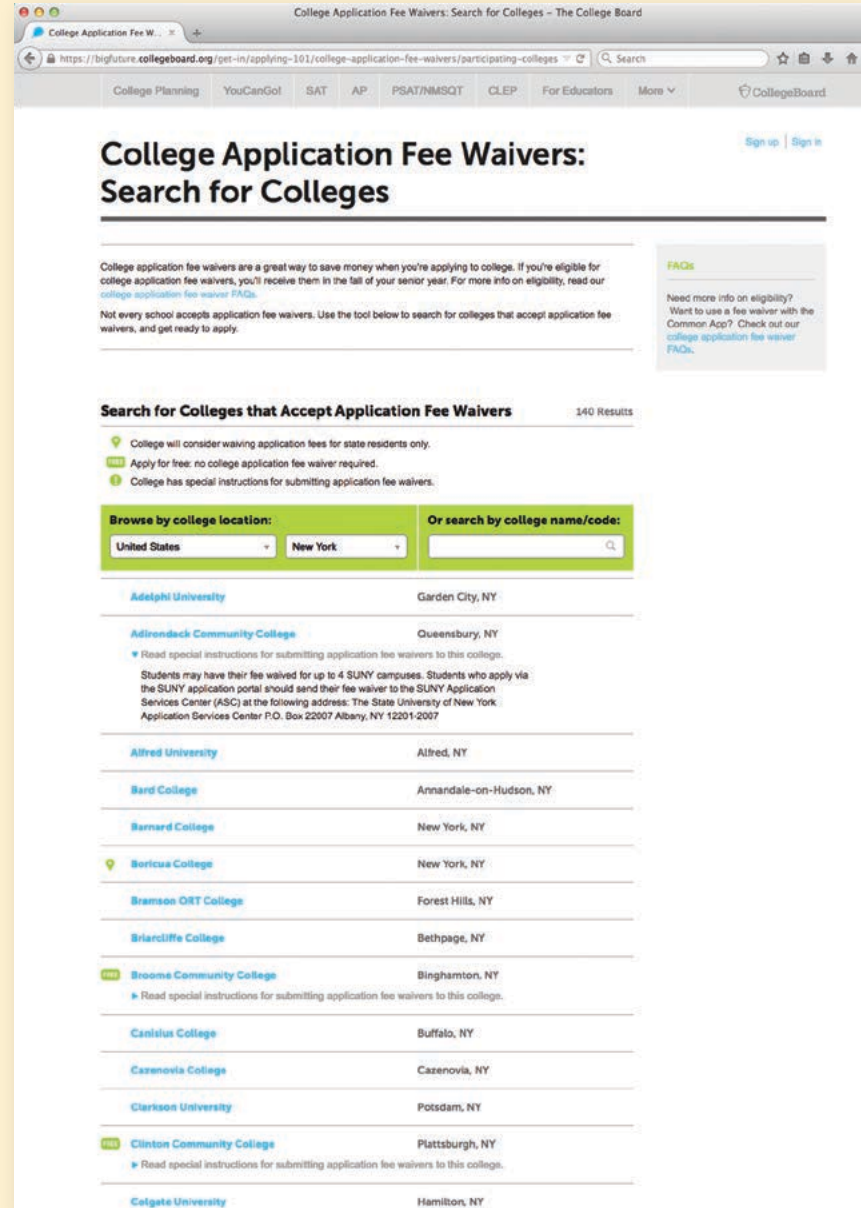 College Application Fee Waivers: Search for Colleges – The College Board
College Application Fee W...
https://bigfuture.collegeboard.org/get-in/applying-101/college-application-fee-waivers/participating-colleges
Search
College Planning YouCanGo! SAT AP PSAT/NMSQT CLEP For Educators More
CollegeBoard
Sign up | Sign in
College Application Fee Waivers:
Search for Colleges
College application fee waivers are a great way to save money when you're applying to college. If you're eligible for
college application fee waivers, you'll receive them in the fall of your senior year. For more info on eligibility, read our
college application fee waiver FAQs.
Not every school accepts application fee waivers. Use the tool below to search for colleges that accept application fee
waivers, and get ready to apply.
FAQs
Need more info on eligibility?
Want to use a fee waiver with the
Common App? Check out our
college application fee waiver
FAQs.
Search for Colleges that Accept Application Fee Waivers 140 Results
College will consider waiving application fees for state residents only.
FREE Apply for free: no college application fee waiver required.
College has special instructions for submitting application fee waivers.
Browse by college location: Or search by college name/code:
United States New York
Adelphi University Garden City, NY
Adirondack Community College Queensbury, NY
Read special instructions for submitting application fee waivers to this college.
Students may have their fee waived for up to 4 SUNY campuses. Students who apply via
the SUNY application portal should send their fee waiver to the SUNY Application
Services Center (ASC) at the following address: The State University of New York
Application Services Center P.O. Box 22007 Albany, NY 12201-2007
Alfred University Alfred, NY
Bard College Annandale-on-Hudson, NY
Barnard College New York, NY
Boricua College New York, NY
Bramson ORT College Forest Hills, NY
Briarcliffe College Bethpage, NY
FREE Broome Community College Binghamton, NY
Read special instructions for submitting application fee waivers to this college.
Canisius College Buffalo, NY
Cazenovia College Cazenovia, NY
Clarkson University Potsdam, NY
FREE Clinton Community College Plattsburgh, NY
Read special instructions for submitting application fee waivers to this college.
Colgate University Hamilton, NY